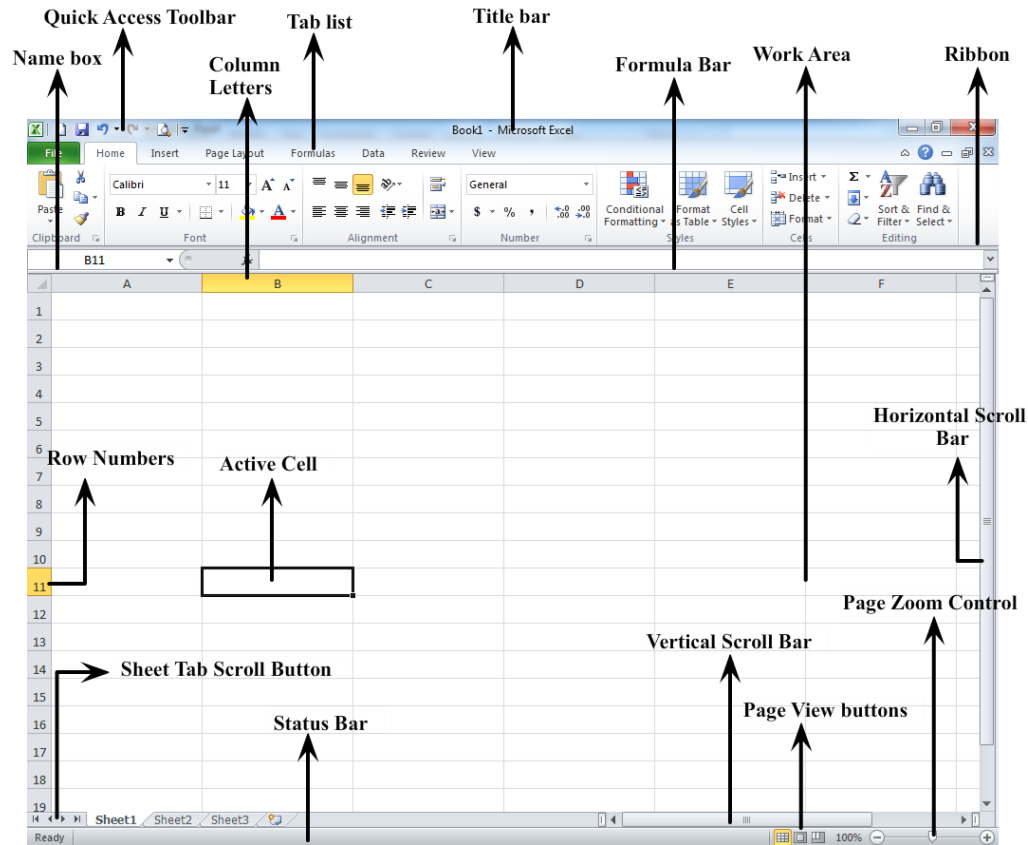 Quick Access Toolbar
Tab list
Title bar
Name box
Column
Letters
Formula Bar
Work Area
Ribbon
Book1 - Microsoft Excel
File Home Insert Page Layout Formulas Data Review View
Paste
Calibri 11
B I U
General
$ % ,
Conditional
Formatting
Format
as Table
Cell
Styles
Insert
Delete
Format
Σ
Sort &
Filter
Find &
Select
Clipboard Font Alignment Number Styles Cells Editing
B11 fx
A B C D E F
1
2
3
4
5
6
7
8
9
10
11
12
13
14
15
16
17
18
19
Horizontal Scroll
Bar
Row Numbers
Active Cell
Page Zoom Control
Vertical Scroll Bar
Sheet Tab Scroll Button
Page View buttons
Status Bar
Sheet1 Sheet2 Sheet3
Ready 100%